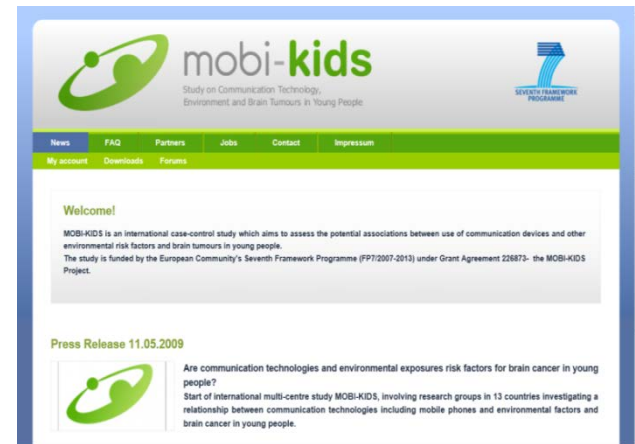 mobi-kids
Study on Communication Technology,
Environment and Brain Tumours in Young People
SEVENTH FRAMEWORK
PROGRAMME
News FAQ Partners Jobs Contact Impressum
My account Downloads Forums
Welcome!
MOBI-KIDS is an international case-control study which aims to assess the potential associations between use of communication devices and other
environmental risk factors and brain tumours in young people.
The study is funded by the European Community's Seventh Framework Programme (FP7/2007-2013) under Grant Agreement 226873- the MOBI-KIDS
Project.
Press Release 11.05.2009
Are communication technologies and environmental exposures risk factors for brain cancer in young
people?
Start of international multi-centre study MOBI-KIDS, involving research groups in 13 countries investigating a
relationship between communication technologies including mobile phones and environmental factors and
brain cancer in young people.